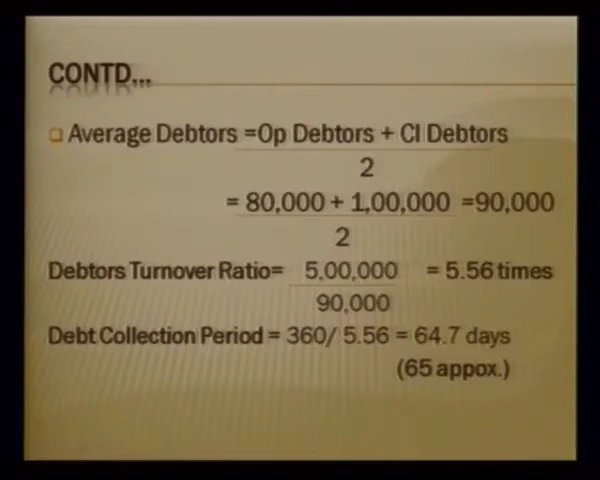 CONTD...
Average Debtors =Op Debtors + Cl Debtors
2
= 80,000 + 1,00,000 =90,000
2
Debtors Turnover Ratio= 5,00,000 = 5.56 times
90,000
Debt Collection Period = 360/ 5.56 = 64.7 days
(65 appox.)